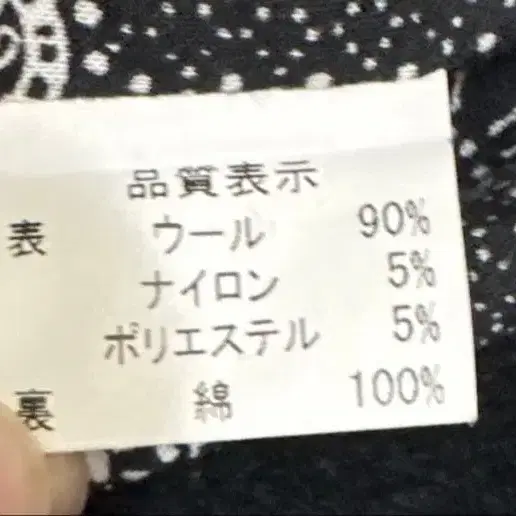 品質表示
表 ウール 90%
ナイロン 5%
ポリエステル 5%
裏 綿 100%